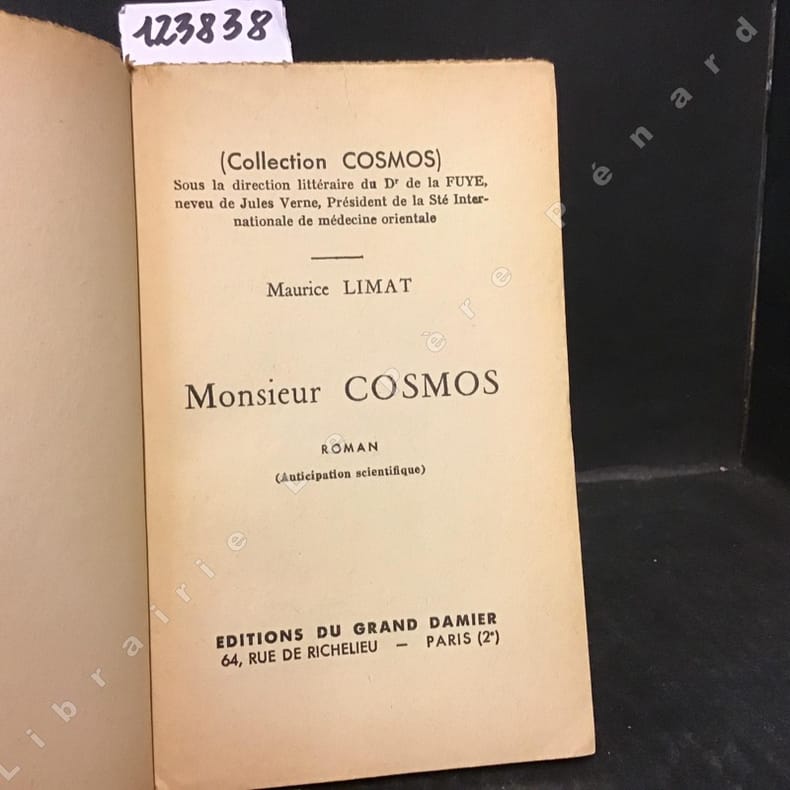 123838
(Collection COSMOS)
Sous la direction littéraire du Dr de la FUYE,
neveu de Jules Verne, Président de la Sté Inter-
nationale de médecine orientale
Maurice LIMAT
Monsieur COSMOS
ROMAN
(Anticipation scientifique)
EDITIONS DU GRAND DAMIER
64, RUE DE RICHELIEU — PARIS (2e)
Librairie Le Père Pénard